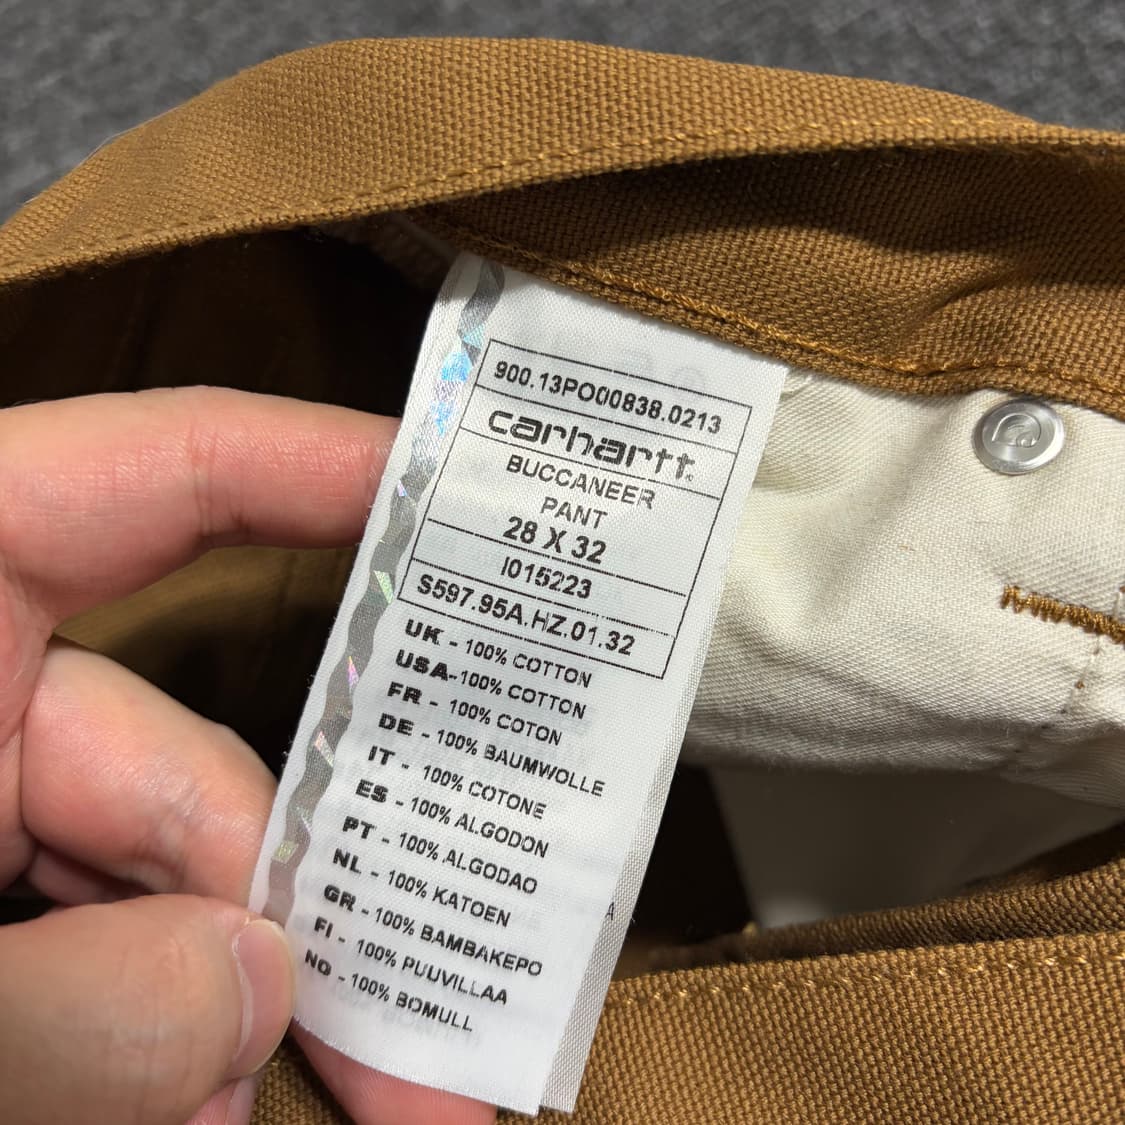 900.13PO00838.0213
carhartt
BUCCANEER
PANT
28 X 32
I015223
S597.95A.HZ.01.32
UK - 100% COTTON
USA-100% COTTON
FR - 100% COTON
DE - 100% BAUMWOLLE
IT - 100% COTONE
ES - 100% ALGODON
PT - 100% ALGODAO
NL - 100% KATOEN
GR - 100% BAMBAKEPO
FI - 100% PUUVILLAA
NO - 100% BOMULL
A